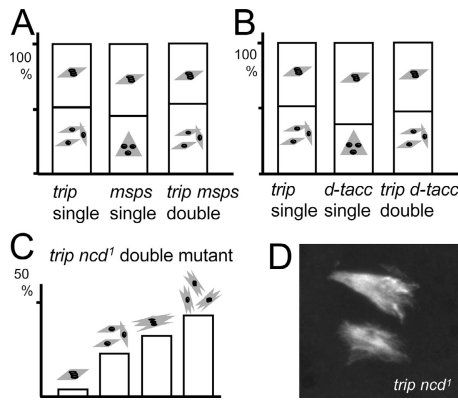 A
100
%
trip single
msps single
trip msps double
B
100
%
trip single
d-tacc single
trip d-tacc double
C
trip ncd¹ double mutant
50
%
D
trip ncd¹